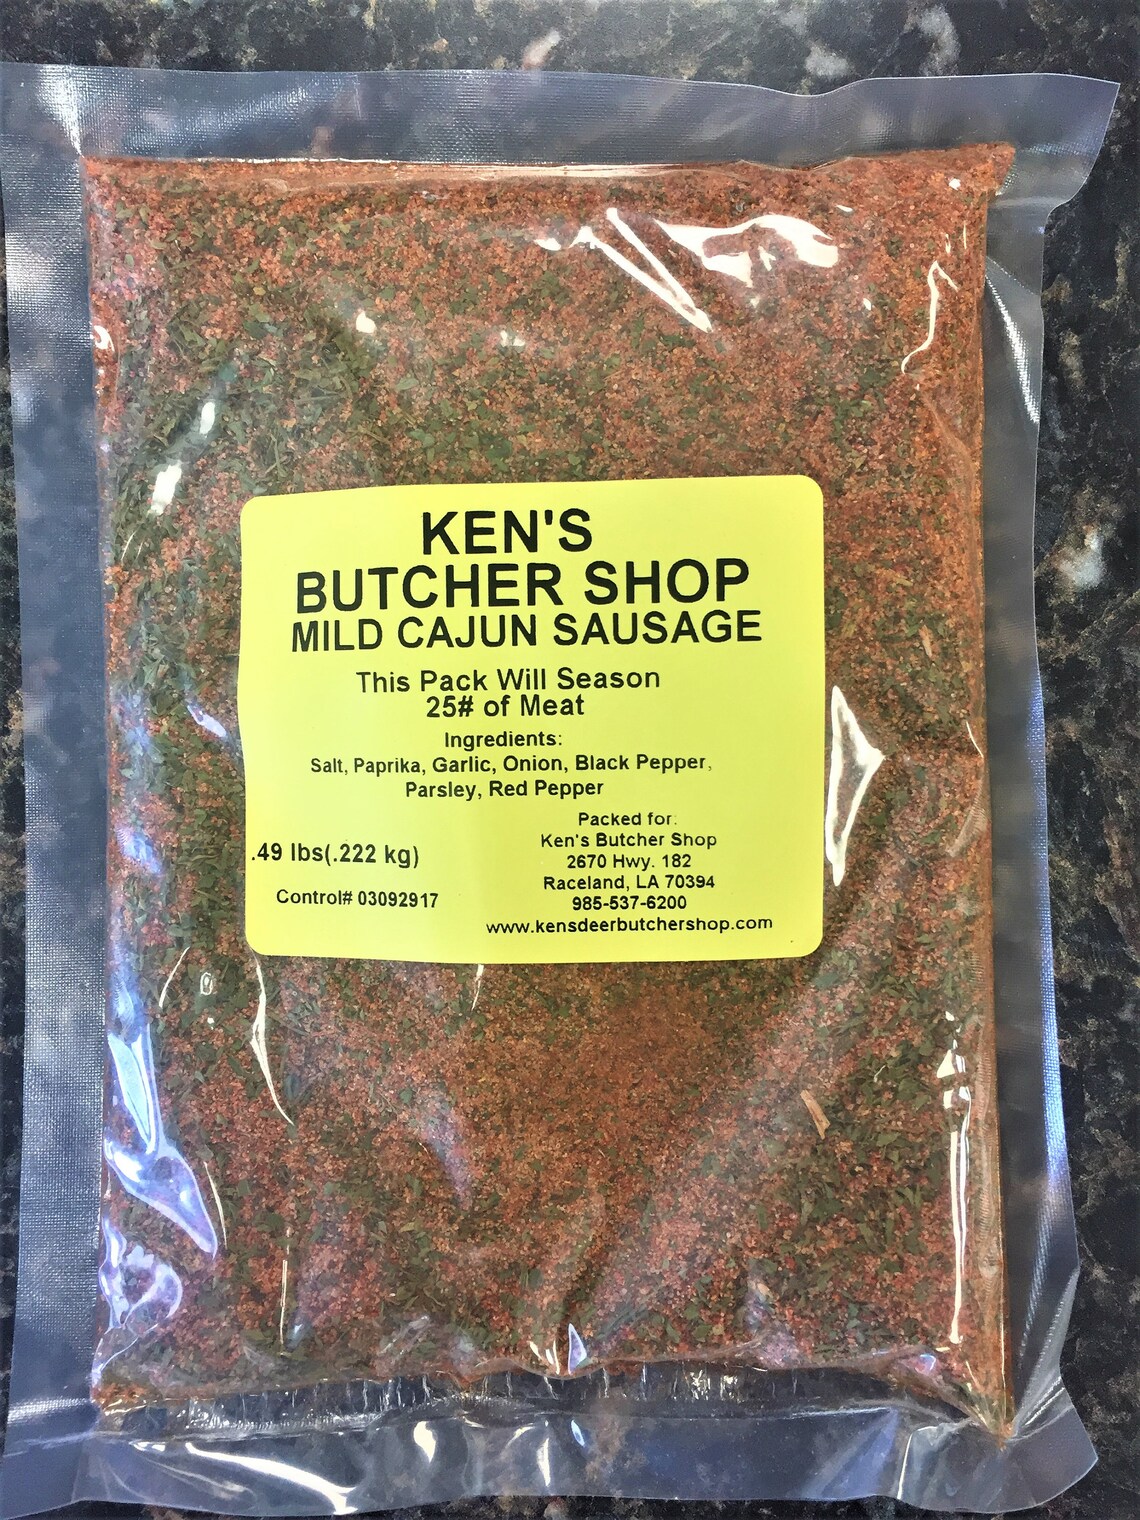 KEN'S
BUTCHER SHOP
MILD CAJUN SAUSAGE
This Pack Will Season
25# of Meat
Ingredients:
Salt, Paprika, Garlic, Onion, Black Pepper,
Parsley, Red Pepper
.49 lbs(.222 kg)
Control# 03092917
Packed for:
Ken's Butcher Shop
2670 Hwy. 182
Raceland, LA 70394
985-537-6200
www.kensdeerbutchershop.com